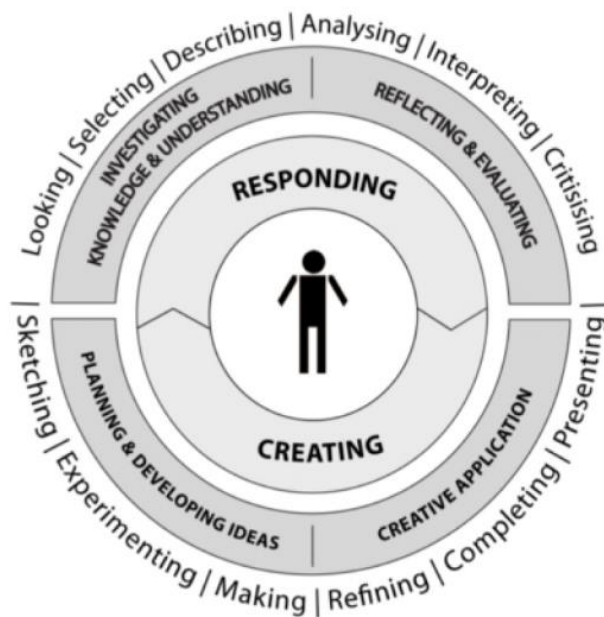 Looking | Selecting | Describing | Analysing | Interpreting | Critisising |
INVESTIGATING
KNOWLEDGE & UNDERSTANDING
REFLECTING & EVALUATING
RESPONDING
CREATING
PLANNING & DEVELOPING IDEAS
CREATIVE APPLICATION
| Sketching | Experimenting | Making | Refining | Completing | Presenting